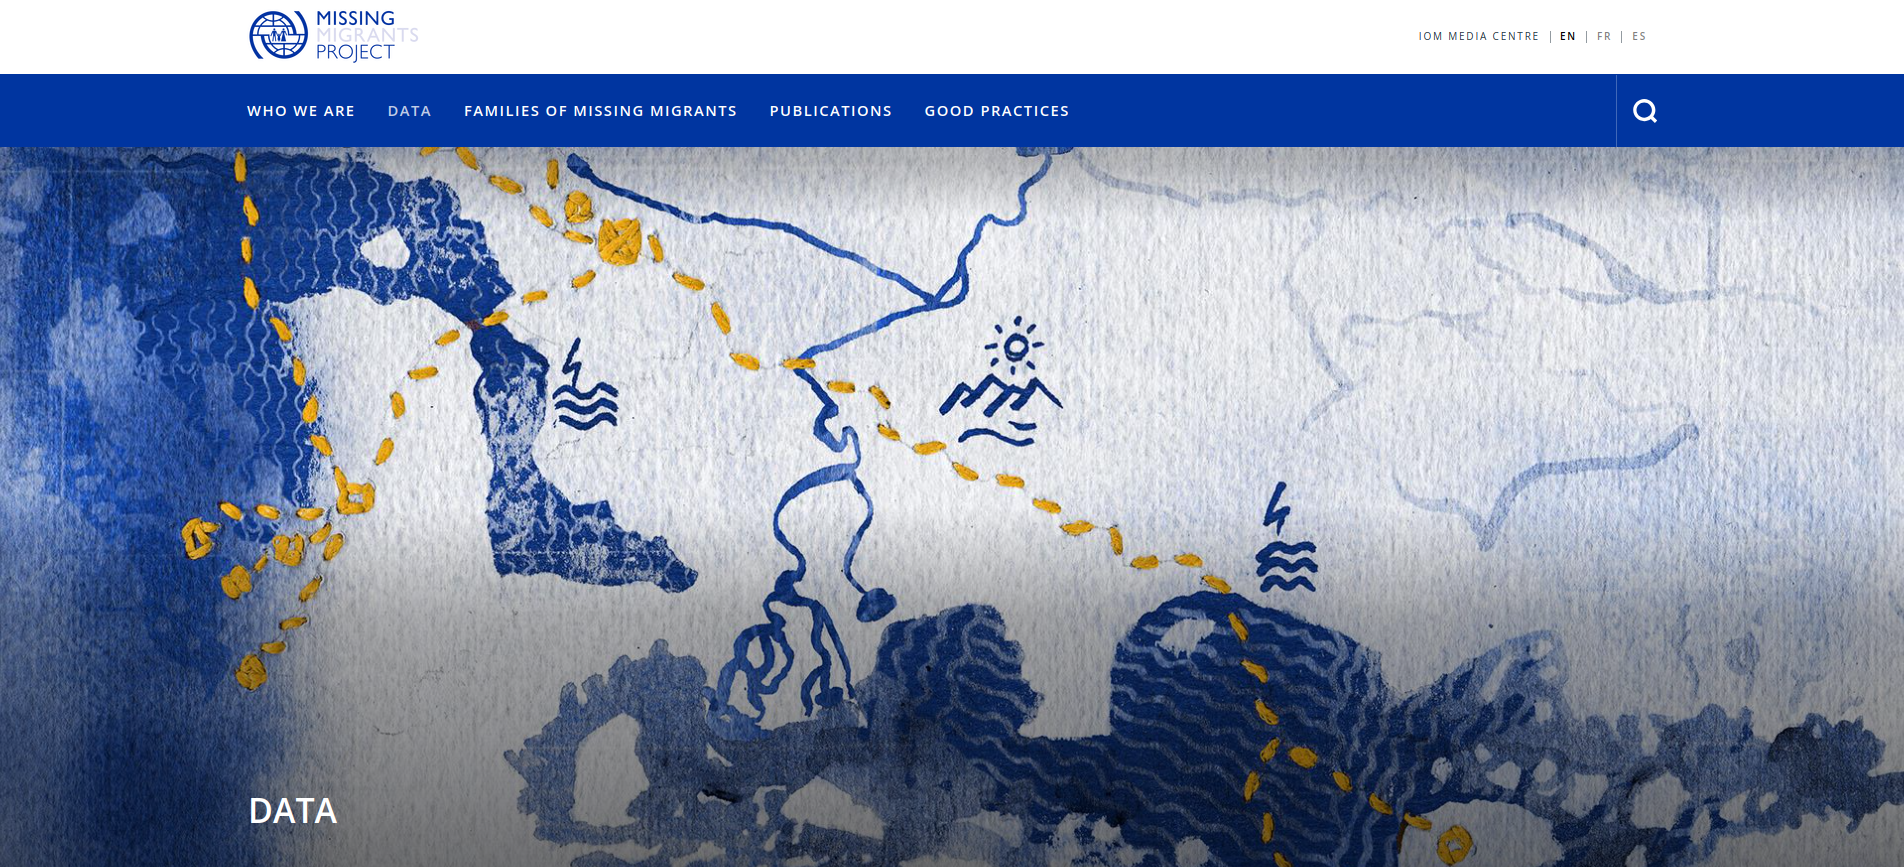 MISSING
MIGRANTS
PROJECT
IOM MEDIA CENTRE | EN | FR | ES
WHO WE ARE DATA FAMILIES OF MISSING MIGRANTS PUBLICATIONS GOOD PRACTICES
DATA